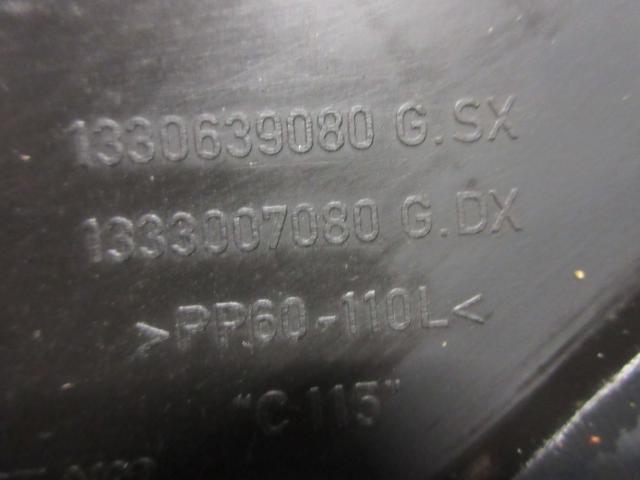 1330639080 G.SX
1333007080 G.DX
>PP60-110L<
"C 115"